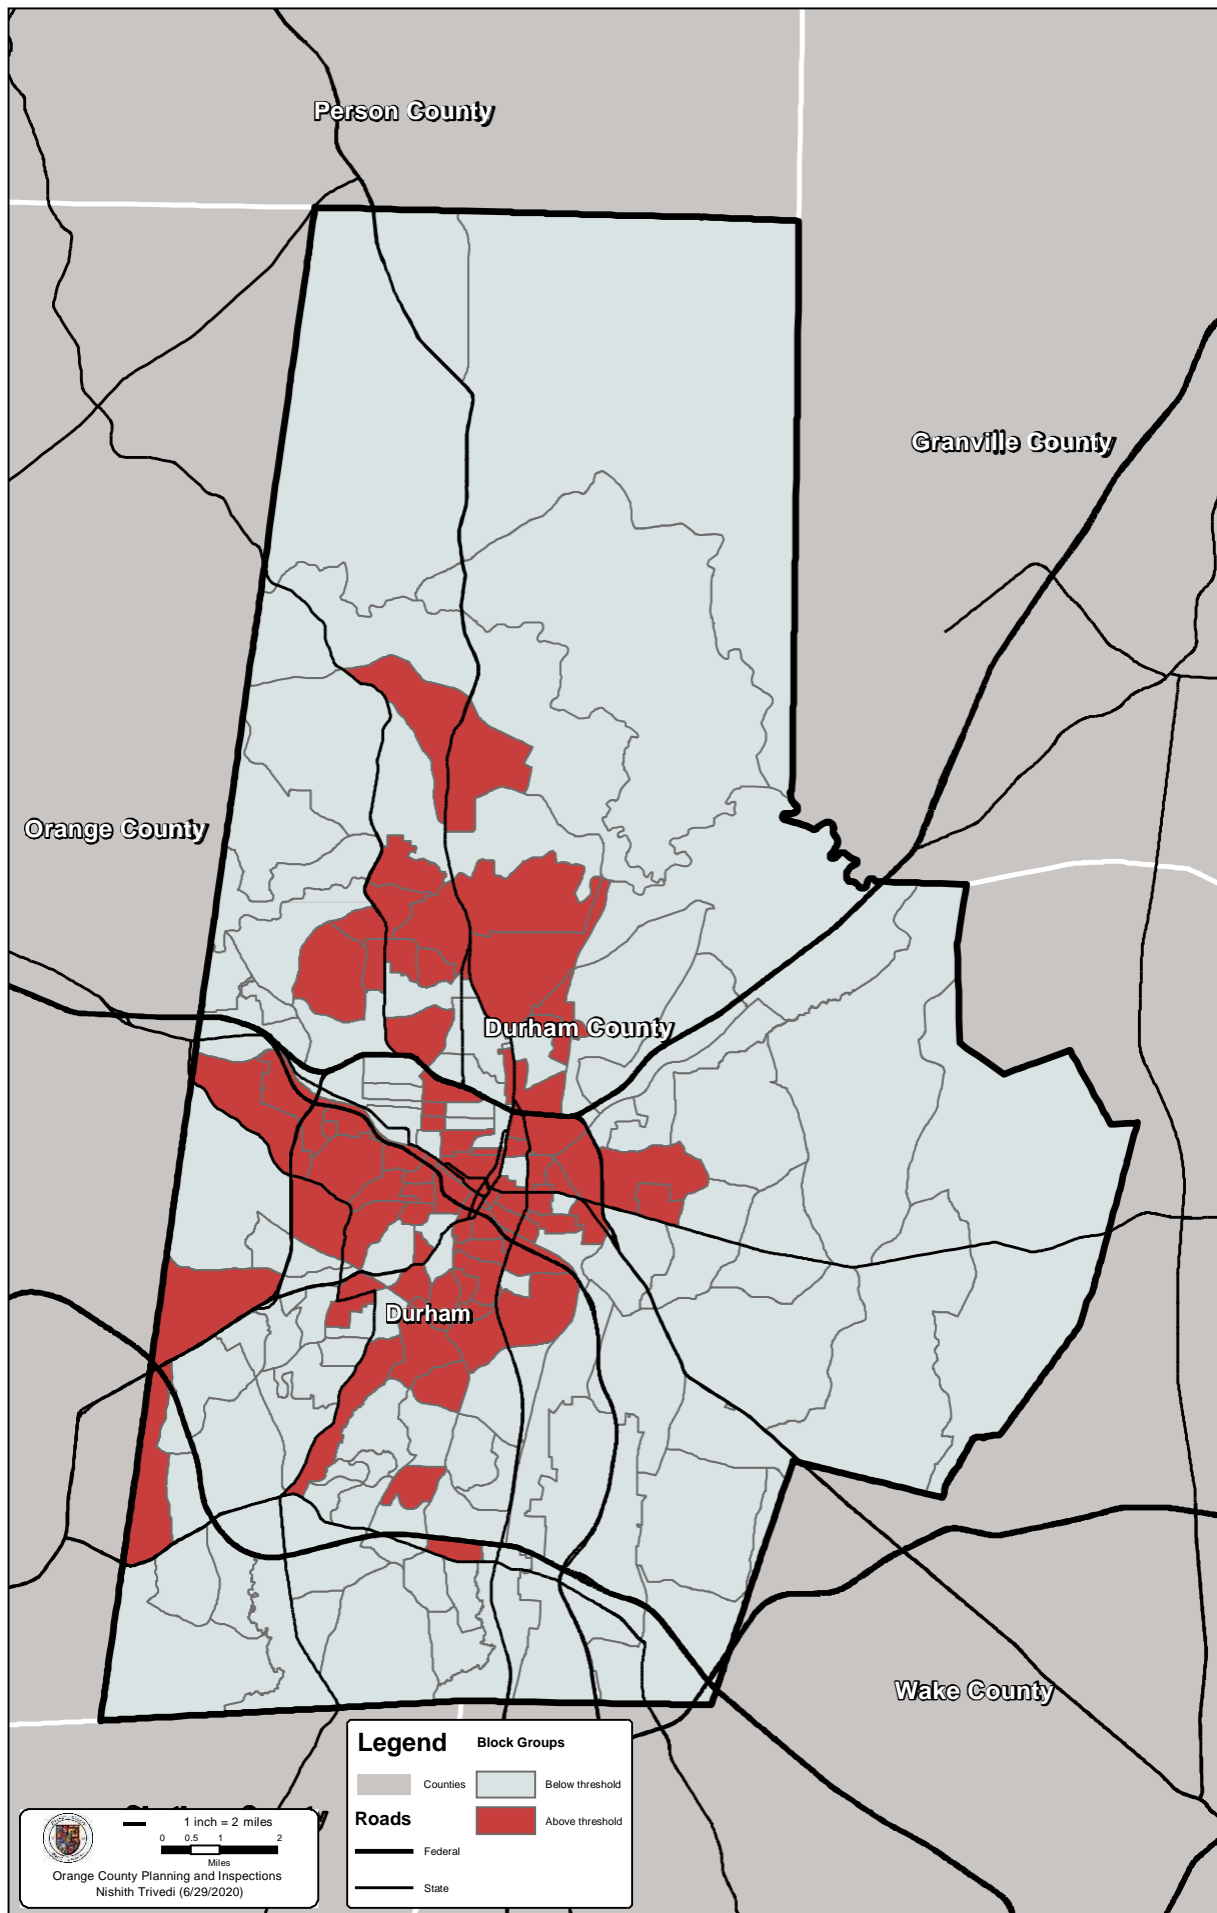 Person County
Granville County
Orange County
Durham County
Durham
Wake County
Legend
Block Groups
Counties
Below threshold
Roads
Above threshold
Federal
State
1 inch = 2 miles
0 0.5 1 2
Miles
Orange County Planning and Inspections
Nishith Trivedi (6/29/2020)